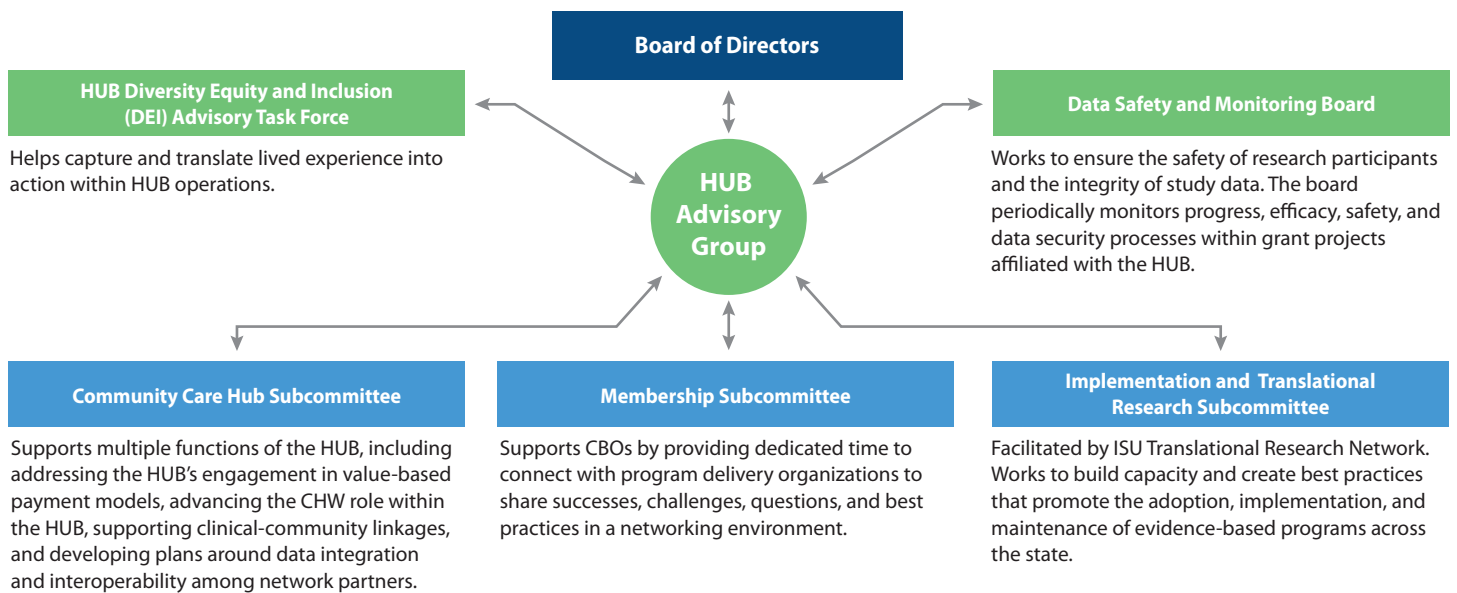 Board of Directors
HUB Diversity Equity and Inclusion
(DEI) Advisory Task Force
Helps capture and translate lived experience into
action within HUB operations.
Data Safety and Monitoring Board
Works to ensure the safety of research participants
and the integrity of study data. The board
periodically monitors progress, efficacy, safety, and
data security processes within grant projects
affiliated with the HUB.
HUB
Advisory
Group
Community Care Hub Subcommittee
Supports multiple functions of the HUB, including
addressing the HUB's engagement in value-based
payment models, advancing the CHW role within
the HUB, supporting clinical-community linkages,
and developing plans around data integration
and interoperability among network partners.
Membership Subcommittee
Supports CBOs by providing dedicated time to
connect with program delivery organizations to
share successes, challenges, questions, and best
practices in a networking environment.
Implementation and Translational
Research Subcommittee
Facilitated by ISU Translational Research Network.
Works to build capacity and create best practices
that promote the adoption, implementation, and
maintenance of evidence-based programs across
the state.